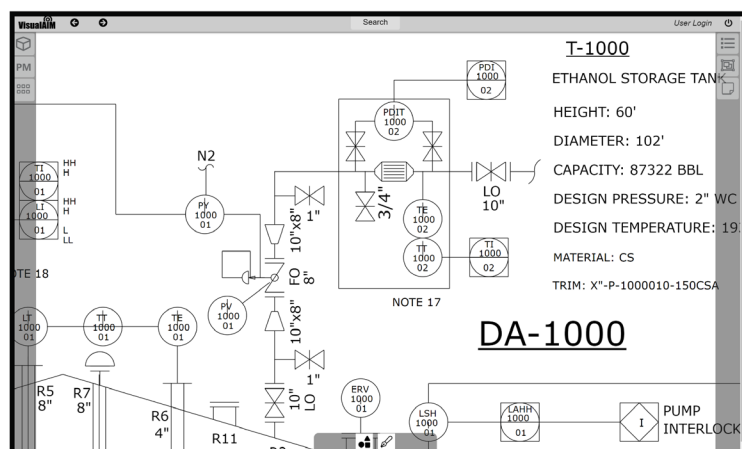 VisualAIM
Search
User Login
PM
T-1000
ETHANOL STORAGE TANK
HEIGHT: 60'
DIAMETER: 102'
CAPACITY: 87322 BBL
DESIGN PRESSURE: 2" WC
DESIGN TEMPERATURE: 19
MATERIAL: CS
TRIM: X"-P-1000010-150CSA
DA-1000
PDI
1000
02
PDIT
1000
02
N2
TI
1000
01
HH
H
LI
1000
01
HH
H
L
LL
PY
1000
01
10"x8"
1"
3/4"
LO
10"
TE
1000
02
TT
1000
02
TI
1000
02
OTE 18
FO
8"
PV
1000
01
NOTE 17
LT
1000
01
TT
1000
01
TE
1000
01
10"x8"
1"
10"
LO
R5
8"
R7
8"
R6
4"
R11
ERV
1000
01
LSH
1000
01
LAHH
1000
01
I
PUMP
INTERLOCK